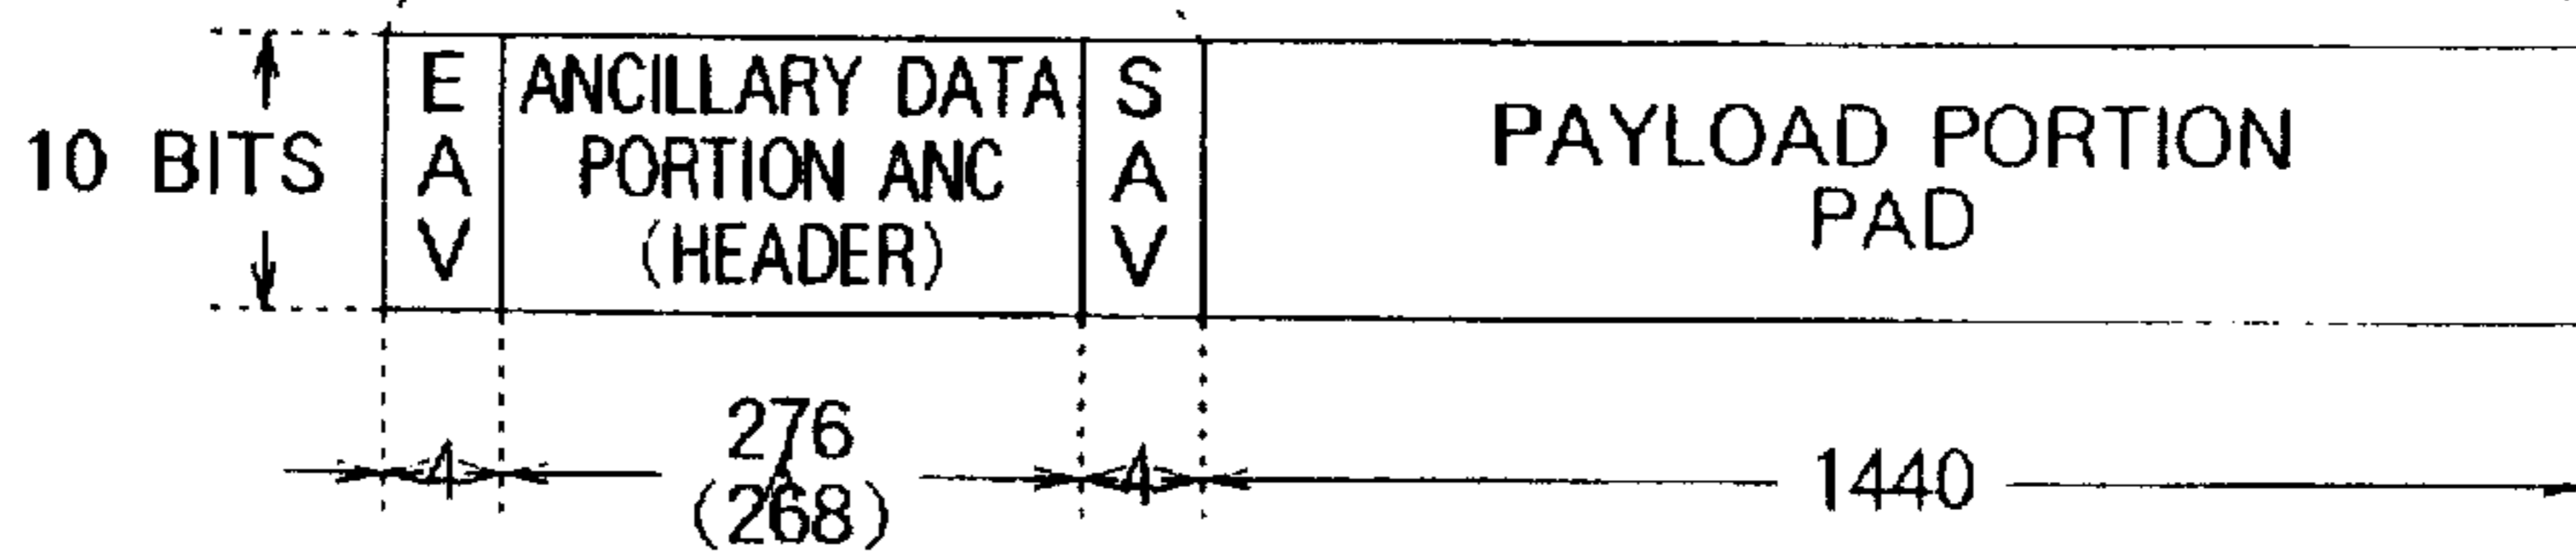 10 BITS
E
A
V
ANCILLARY DATA
PORTION ANC
(HEADER)
S
A
V
PAYLOAD PORTION
PAD
4
276
(268)
4
1440